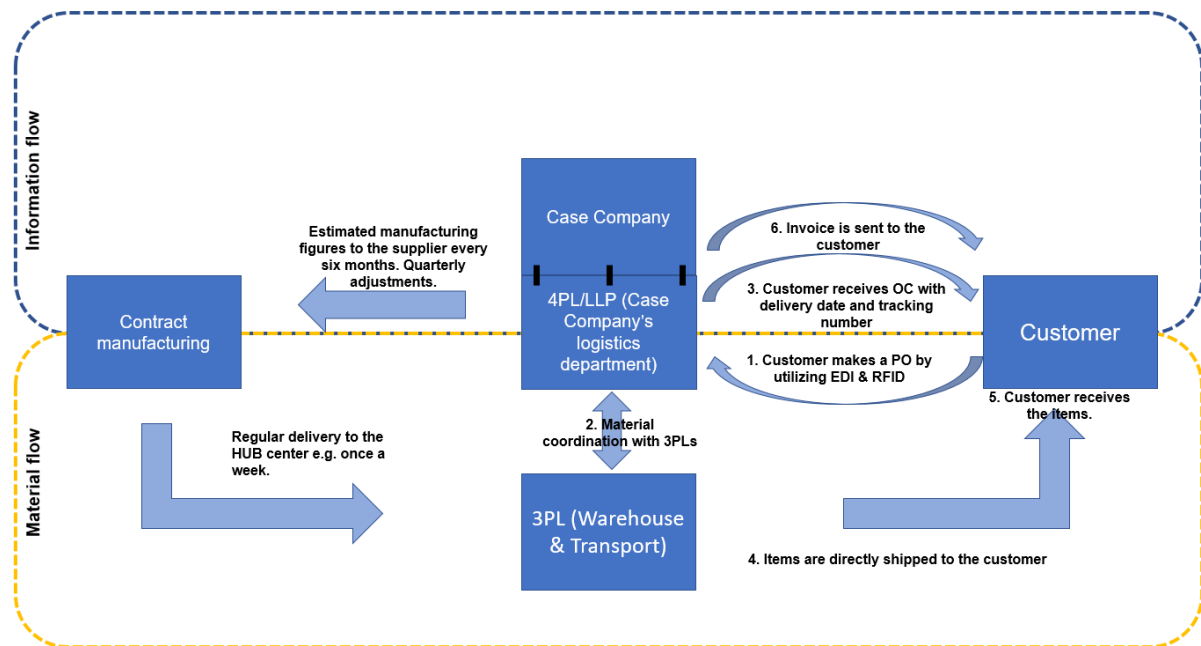 Information flow
Material flow
Case Company
4PL/LLP (Case
Company's
logistics
department)
Estimated manufacturing
figures to the supplier every
six months. Quarterly
adjustments.
Contract
manufacturing
6. Invoice is sent to the
customer
3. Customer receives OC with
delivery date and tracking
number
1. Customer makes a PO by
utilizing EDI & RFID
Customer
5. Customer receives
the items.
2. Material
coordination with 3PLs
Regular delivery to the
HUB center e.g. once a
week.
3PL (Warehouse
& Transport)
4. Items are directly shipped to the customer